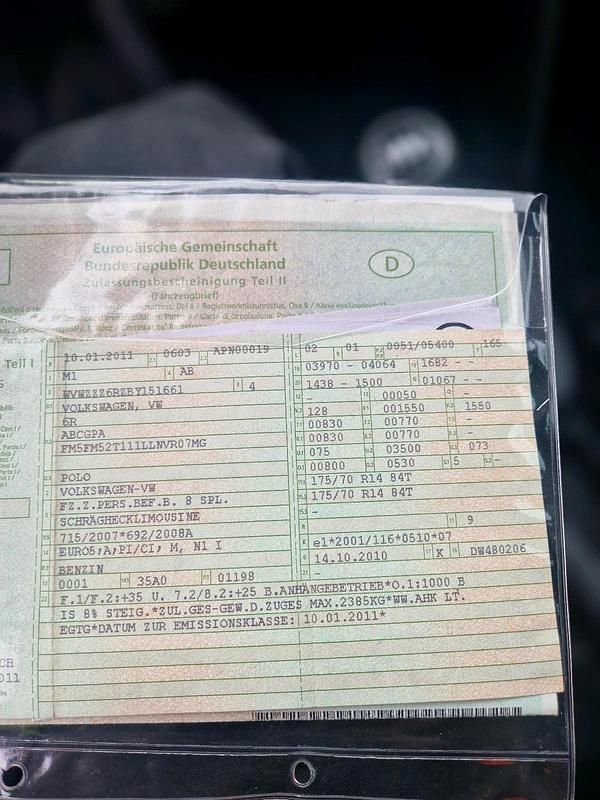 Europäische Gemeinschaft
Bundesrepublik Deutschland
Zulassungsbescheinigung Teil II
(Fahrzeugbrief)
D
Teil I
10.01.2011 0603 APN00019
M1 AB
WVWZZZ6RZBY151661 4
VOLKSWAGEN, VW
6R
ABCGPA
FM5FM52T111LLNVR07MG
POLO
VOLKSWAGEN-VW
FZ.Z.PERS.BEF.B. 8 SPL.
SCHRÄGHECKLIMOUSINE
715/2007*692/2008A
EURO5;A;PI/CI; M, N1 I
BENZIN
0001 35A0 01198
02 01 0051/05400 165
03970 - 04064 1682 - -
1438 - 1500 01067 - -
- 00050 -
128 001550 1550
00830 00770 -
00830 00770 -
075 03500 073
00800 0530 5 -
175/70 R14 84T
175/70 R14 84T
-
- 9
e1*2001/116*0510*07
14.10.2010 K DW480206
-
F.1/F.2:+35 U. 7.2/8.2:+25 B.ANHÄNGEBETRIEB*O.1:1000 B
IS 8% STEIG.*ZUL.GES-GEW.D.ZUGES MAX.2385KG*WW.AHK LT.
EGTG*DATUM ZUR EMISSIONSKLASSE: 10.01.2011*
CR
011